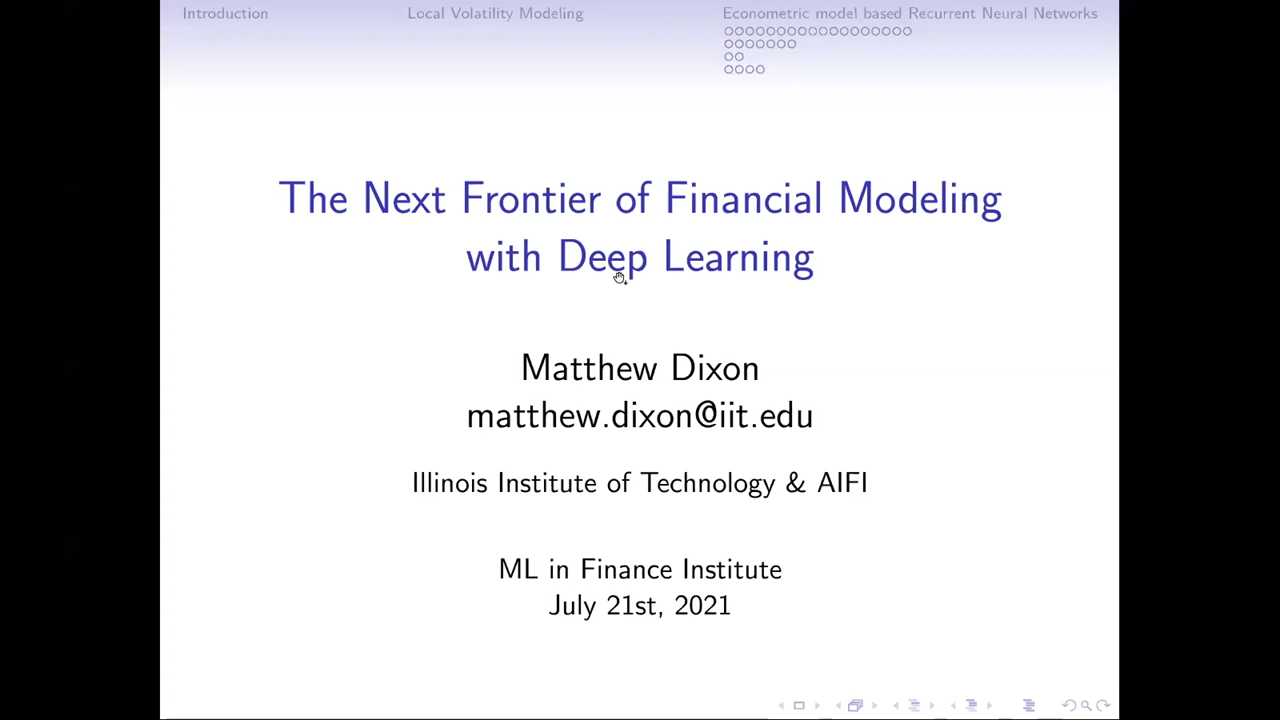 Introduction
Local Volatility Modeling
Econometric model based Recurrent Neural Networks
The Next Frontier of Financial Modeling
with Deep Learning
Matthew Dixon
matthew.dixon@iit.edu
Illinois Institute of Technology & AIFI
ML in Finance Institute
July 21st, 2021